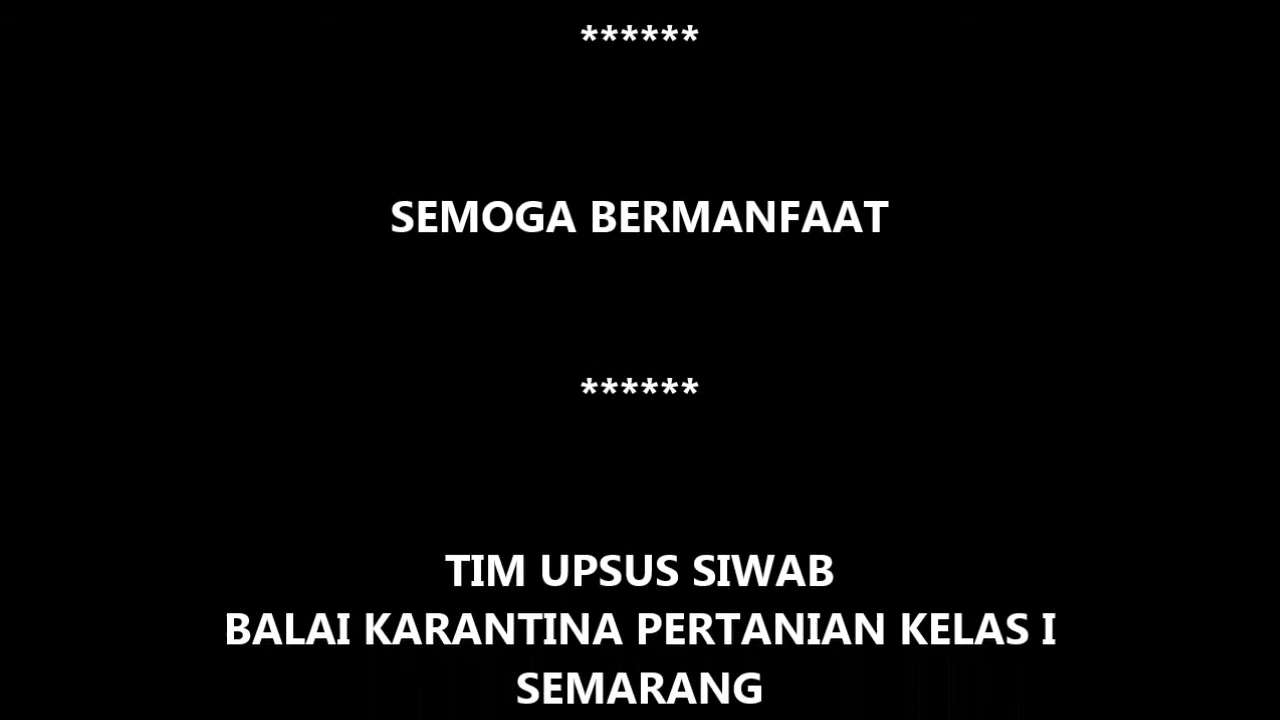 ******
SEMOGA BERMANFAAT
******
TIM UPSUS SIWAB
BALAI KARANTINA PERTANIAN KELAS I
SEMARANG